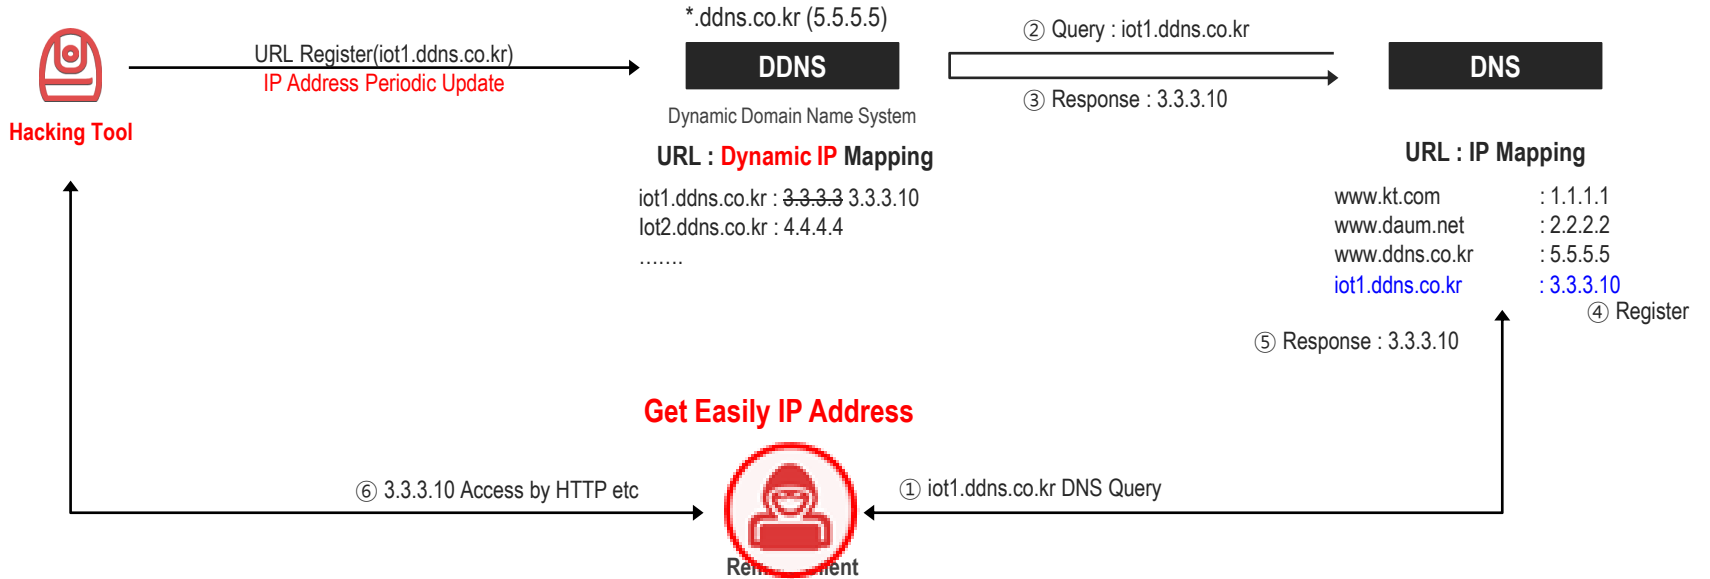 *.ddns.co.kr (5.5.5.5)
② Query : iot1.ddns.co.kr
URL Register(iot1.ddns.co.kr)
DDNS
DNS
IP Address Periodic Update
③ Response : 3.3.3.10
Dynamic Domain Name System
Hacking Tool
URL : Dynamic IP Mapping
URL : IP Mapping
iot1.ddns.co.kr : 3.3.3.3 3.3.3.10
Iot2.ddns.co.kr : 4.4.4.4
.......
www.kt.com : 1.1.1.1
www.daum.net : 2.2.2.2
www.ddns.co.kr : 5.5.5.5
iot1.ddns.co.kr : 3.3.3.10
④ Register
⑤ Response : 3.3.3.10
Get Easily IP Address
⑥ 3.3.3.10 Access by HTTP etc
① iot1.ddns.co.kr DNS Query